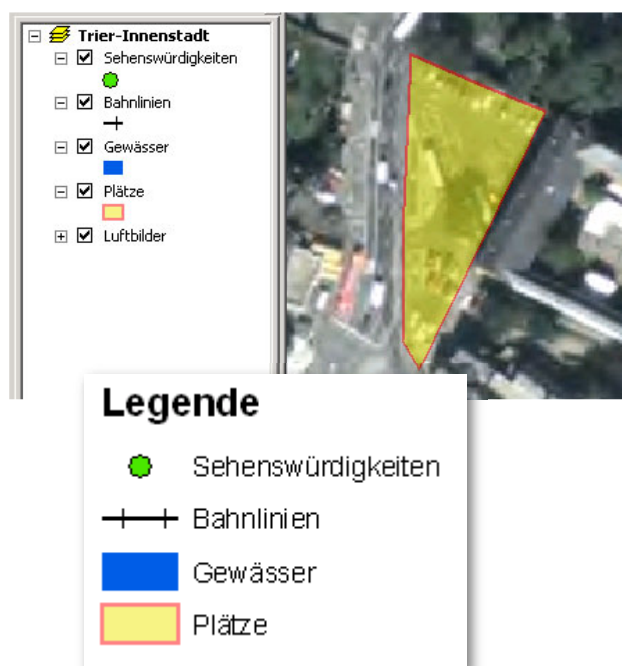 Trier-Innenstadt
Sehenswürdigkeiten
Bahnlinien
Gewässer
Plätze
Luftbilder
Legende
Sehenswürdigkeiten
Bahnlinien
Gewässer
Plätze